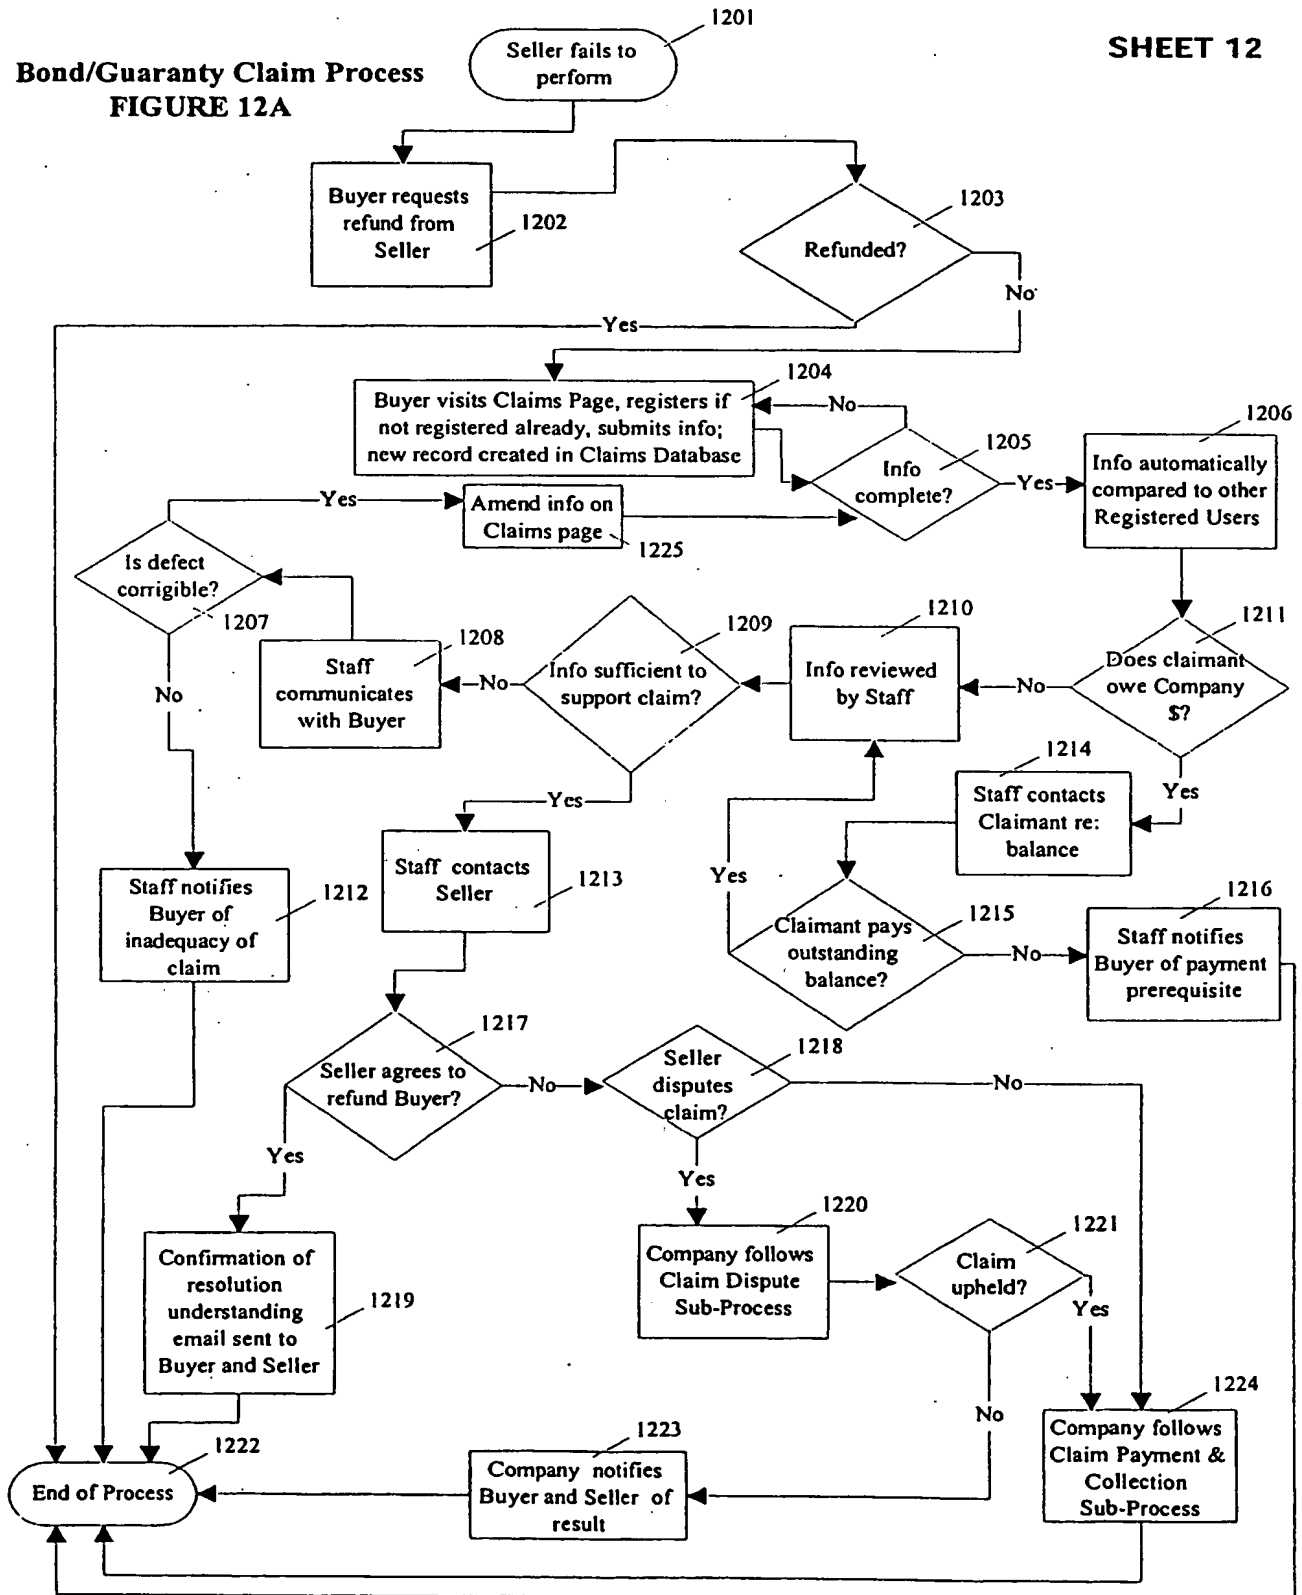 1201
SHEET 12
Seller fails to
perform
Bond/Guaranty Claim Process
FIGURE 12A
Buyer requests
refund from
Seller
1202
1203
Refunded?
No
Yes
1204
Buyer visits Claims Page, registers if
not registered already, submits info;
new record created in Claims Database
No
1205
Info
complete?
Yes
1206
Info automatically
compared to other
Registered Users
Yes
Amend info on
Claims page
1225
Is defect
corrigible?
1207
No
1208
Staff
communicates
with Buyer
No
1209
Info sufficient to
support claim?
Yes
1210
Info reviewed
by Staff
No
1211
Does claimant
owe Company
$?
Yes
1214
Staff contacts
Claimant re:
balance
Yes
1215
Claimant pays
outstanding
balance?
No
1216
Staff notifies
Buyer of payment
prerequisite
Staff contacts
Seller
1213
Staff notifies
Buyer of
inadequacy of
claim
1212
1217
Seller agrees to
refund Buyer?
No
Yes
1218
Seller
disputes
claim?
No
Yes
1220
Company follows
Claim Dispute
Sub-Process
1221
Claim
upheld?
Yes
No
Confirmation of
resolution
understanding
email sent to
Buyer and Seller
1219
1224
Company follows
Claim Payment &
Collection
Sub-Process
1223
Company notifies
Buyer and Seller of
result
1222
End of Process